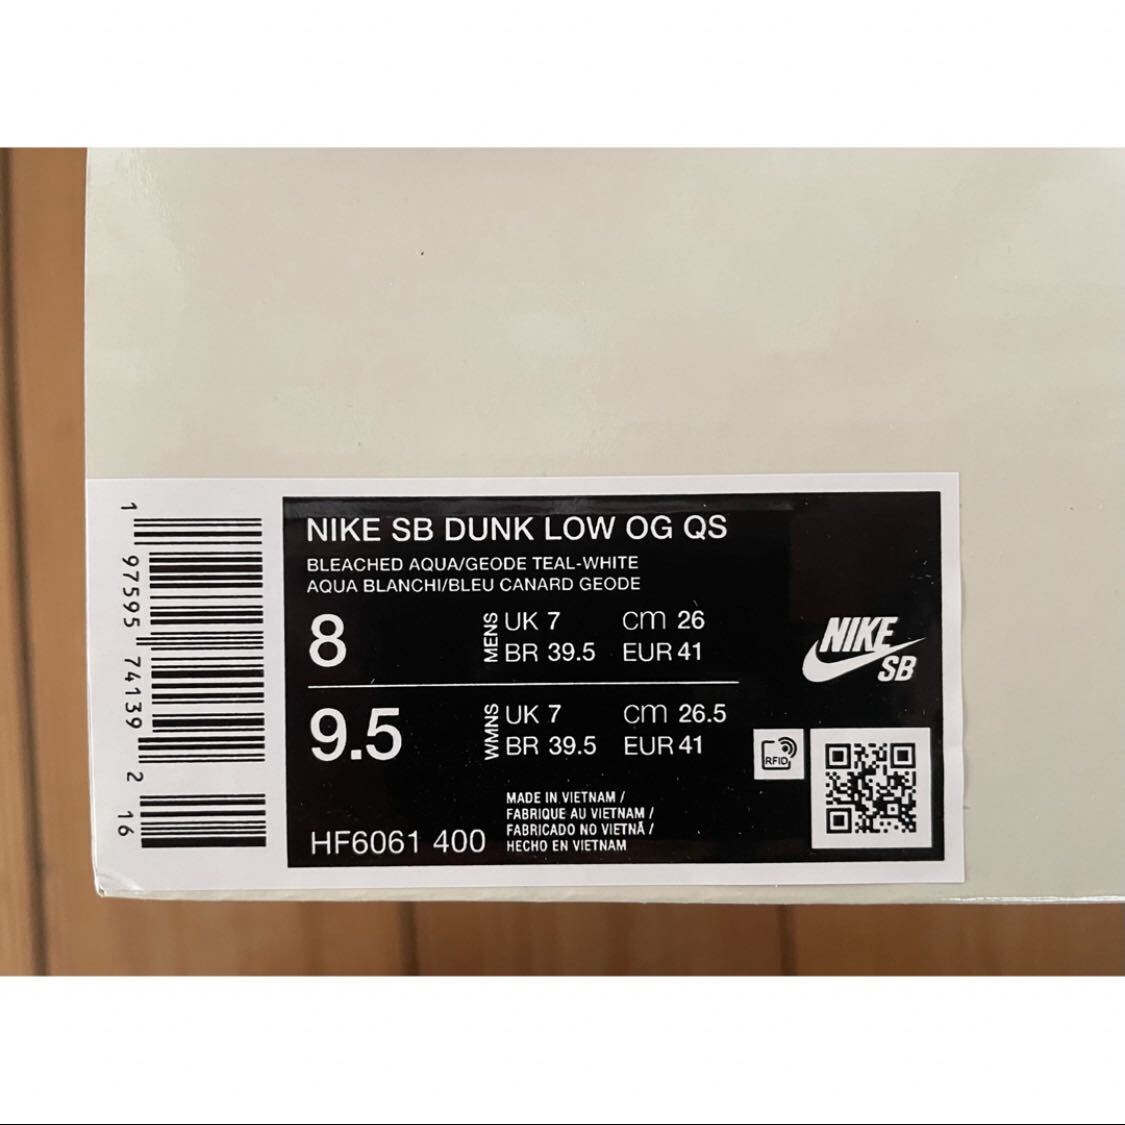 NIKE SB DUNK LOW OG QS
BLEACHED AQUA/GEODE TEAL-WHITE
AQUA BLANCHI/BLEU CANARD GEODE
8 MENS UK 7 cm 26
BR 39.5 EUR 41
9.5 WMNS UK 7 cm 26.5
BR 39.5 EUR 41
HF6061 400
MADE IN VIETNAM /
FABRIQUE AU VIETNAM /
FABRICADO NO VIETNÃ /
HECHO EN VIETNAM
NIKE
SB
RFID
1 97595 74139 2 16